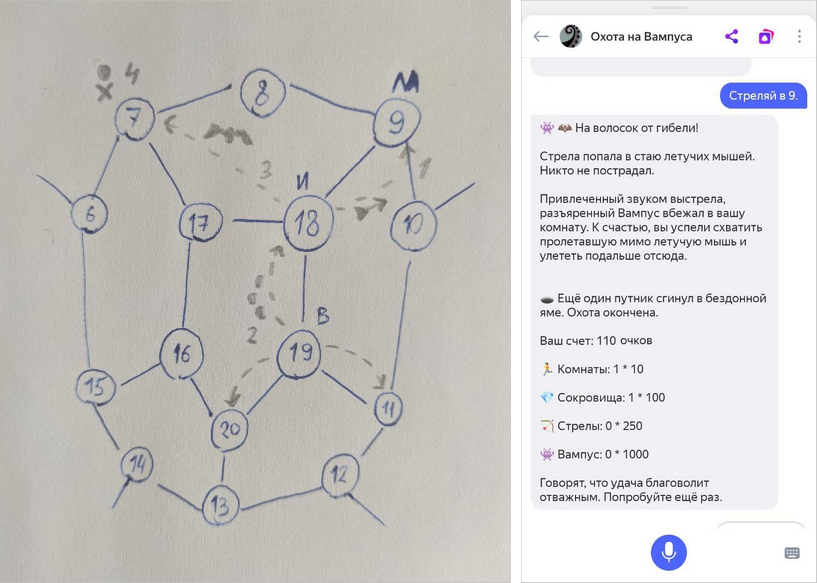 4
7
8
М
9
1
3
И
6
17
18
10
2
В
16
19
15
11
20
14
12
13
Охота на Вампуса
Стреляй в 9.
👾 🦇 На волосок от гибели!
Стрела попала в стаю летучих мышей.
Никто не пострадал.
Привлеченный звуком выстрела,
разъяренный Вампус вбежал в вашу
комнату. К счастью, вы успели схватить
пролетавшую мимо летучую мышь и
улететь подальше отсюда.
🕳️ Ещё один путник сгинул в бездонной
яме. Охота окончена.
Ваш счет: 110 очков
🏃 Комнаты: 1 * 10
💎 Сокровища: 1 * 100
🏹 Стрелы: 0 * 250
👾 Вампус: 0 * 1000
Говорят, что удача благоволит
отважным. Попробуйте ещё раз.